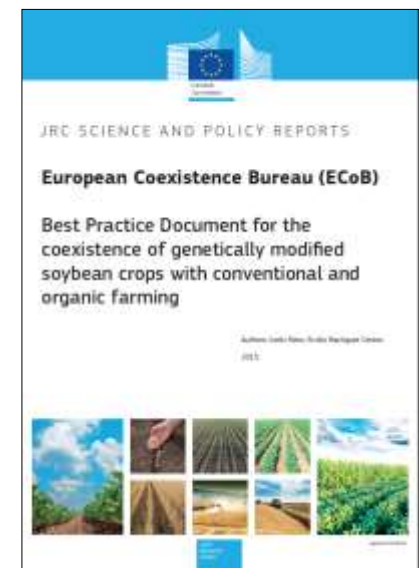 JRC SCIENCE AND POLICY REPORTS
European Coexistence Bureau (ECoB)
Best Practice Document for the
coexistence of genetically modified
soybean crops with conventional and
organic farming
2015